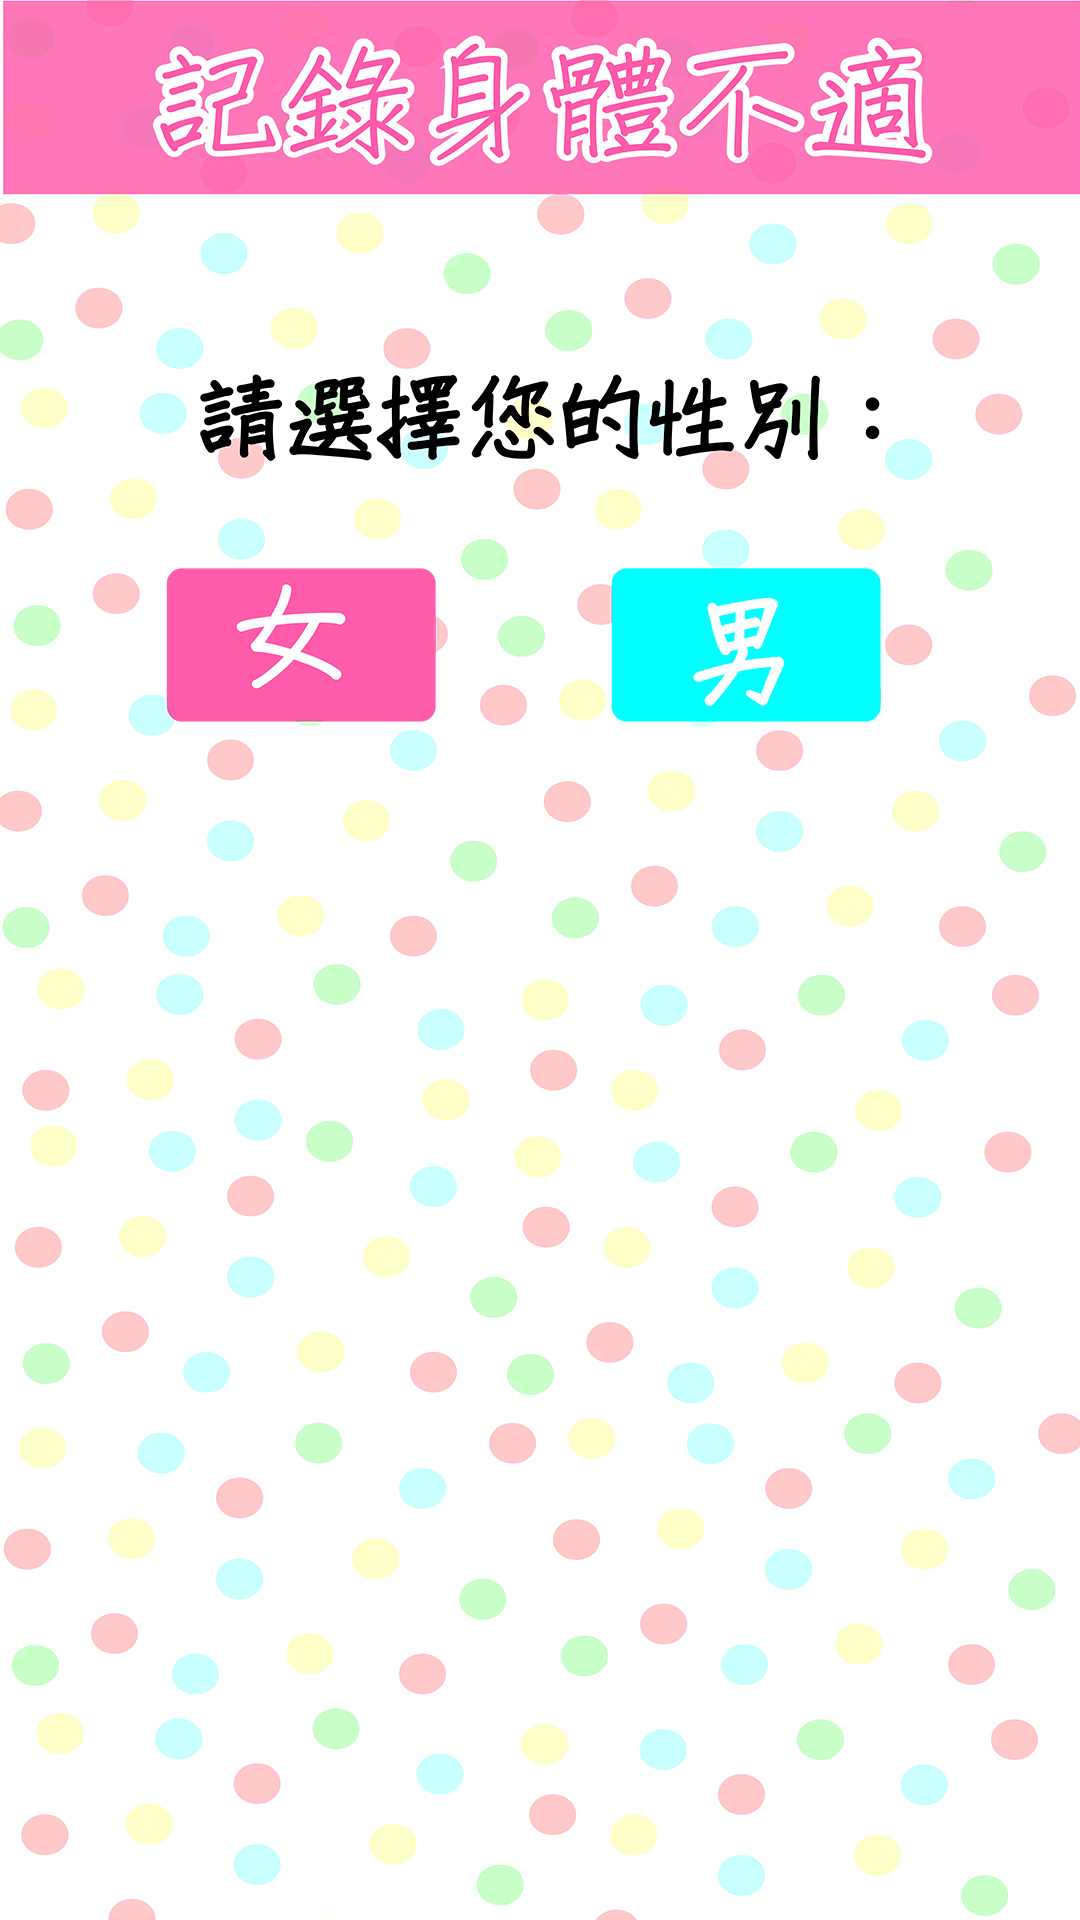 記錄身體不適
請選擇您的性別：
女
男